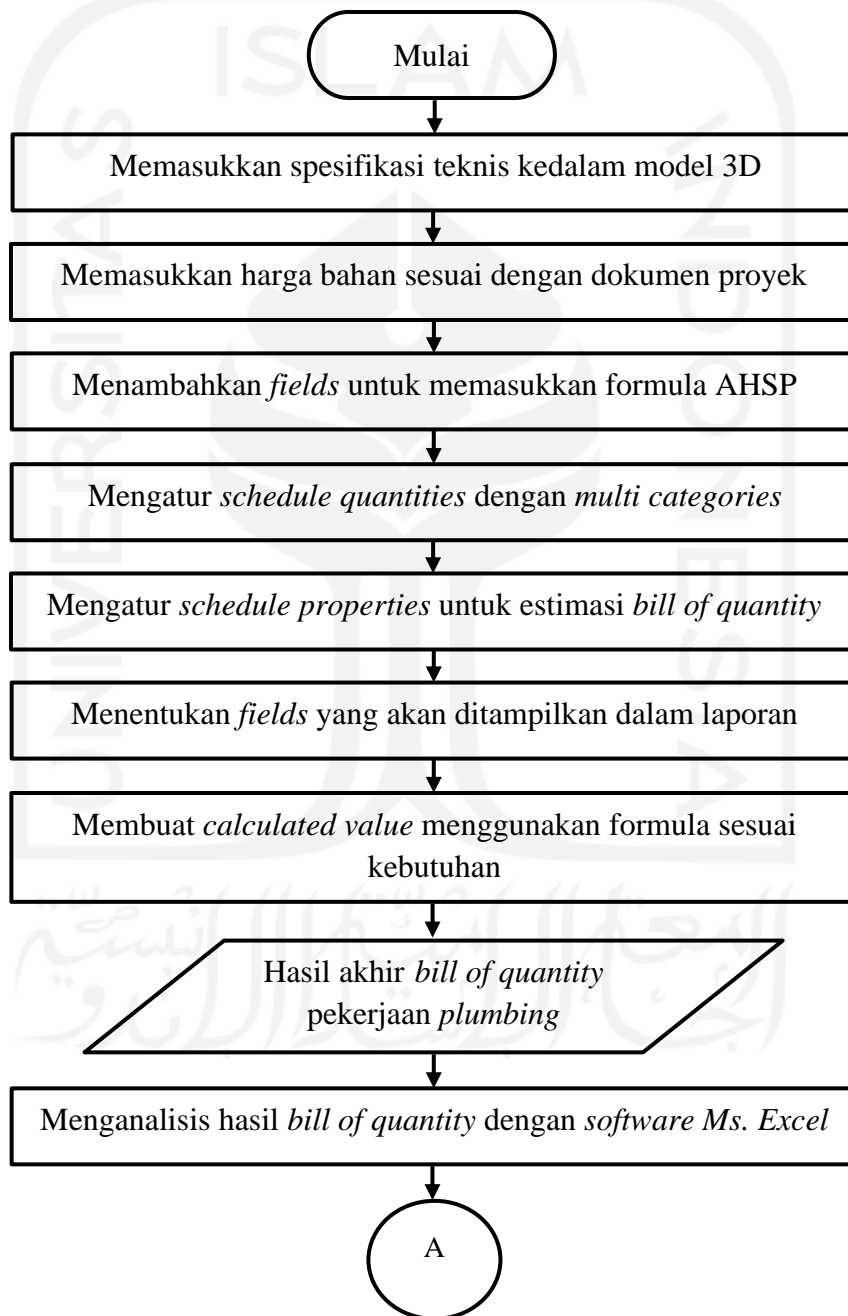 ISLAM
UNIVERSITAS
INDONESIA
Mulai
Memasukkan spesifikasi teknis kedalam model 3D
Memasukkan harga bahan sesuai dengan dokumen proyek
Menambahkan fields untuk memasukkan formula AHSP
Mengatur schedule quantities dengan multi categories
Mengatur schedule properties untuk estimasi bill of quantity
Menentukan fields yang akan ditampilkan dalam laporan
Membuat calculated value menggunakan formula sesuai
kebutuhan
Hasil akhir bill of quantity
pekerjaan plumbing
Menganalisis hasil bill of quantity dengan software Ms. Excel
A